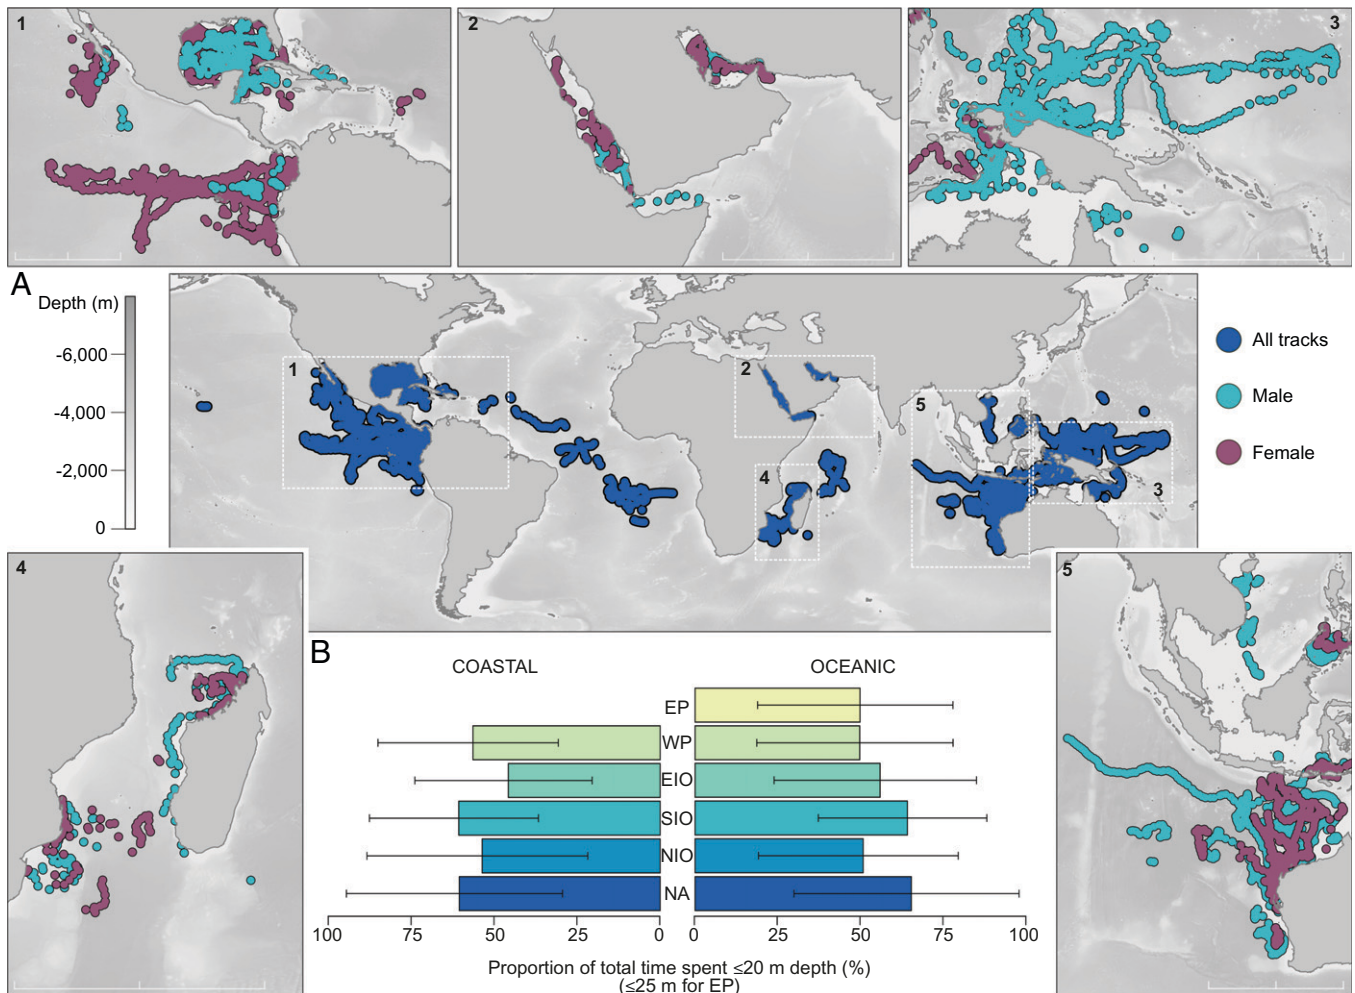 1
2
3
A
Depth (m)
-6,000
-4,000
-2,000
0
1
2
3
4
5
All tracks
Male
Female
4
5
B
COASTAL
OCEANIC
EP
WP
EIO
SIO
NIO
NA
100
75
50
25
0
0
25
50
75
100
Proportion of total time spent ≤20 m depth (%)
(≤25 m for EP)